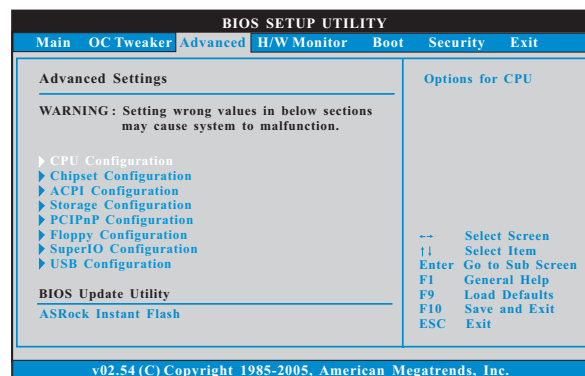 BIOS SETUP UTILITY
Main OC Tweaker Advanced H/W Monitor Boot Security Exit
Advanced Settings
WARNING : Setting wrong values in below sections
may cause system to malfunction.
CPU Configuration
Chipset Configuration
ACPI Configuration
Storage Configuration
PCIPnP Configuration
Floppy Configuration
SuperIO Configuration
USB Configuration
BIOS Update Utility
ASRock Instant Flash
Options for CPU
←→ Select Screen
↑↓ Select Item
Enter Go to Sub Screen
F1 General Help
F9 Load Defaults
F10 Save and Exit
ESC Exit
v02.54 (C) Copyright 1985-2005, American Megatrends, Inc.